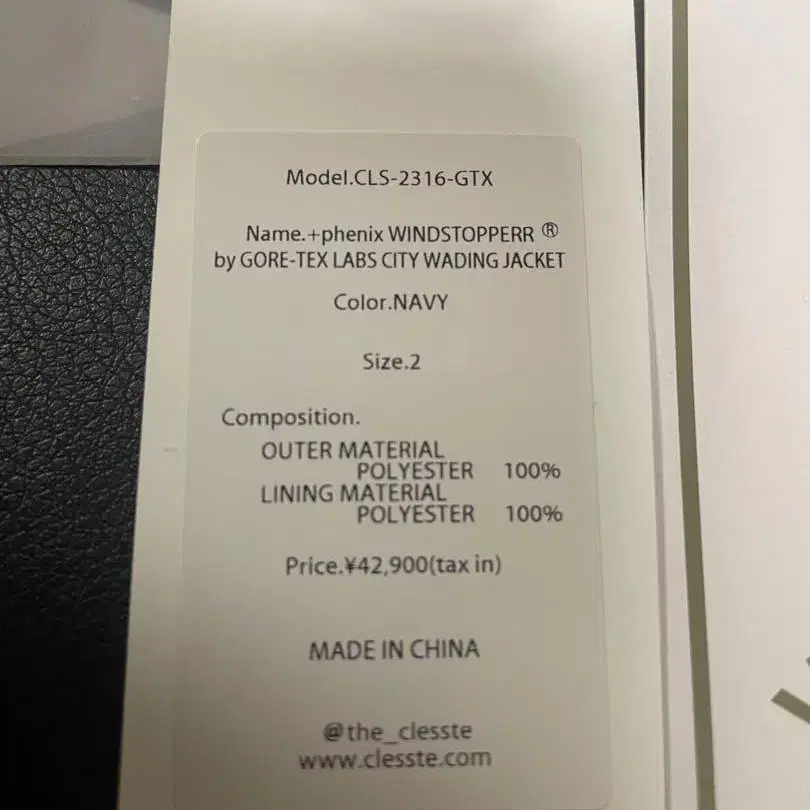 Model.CLS-2316-GTX
Name.+phenix WINDSTOPPERR ®
by GORE-TEX LABS CITY WADING JACKET
Color.NAVY
Size.2
Composition.
OUTER MATERIAL
POLYESTER 100%
LINING MATERIAL
POLYESTER 100%
Price.¥42,900(tax in)
MADE IN CHINA
@the_clesste
www.clesste.com